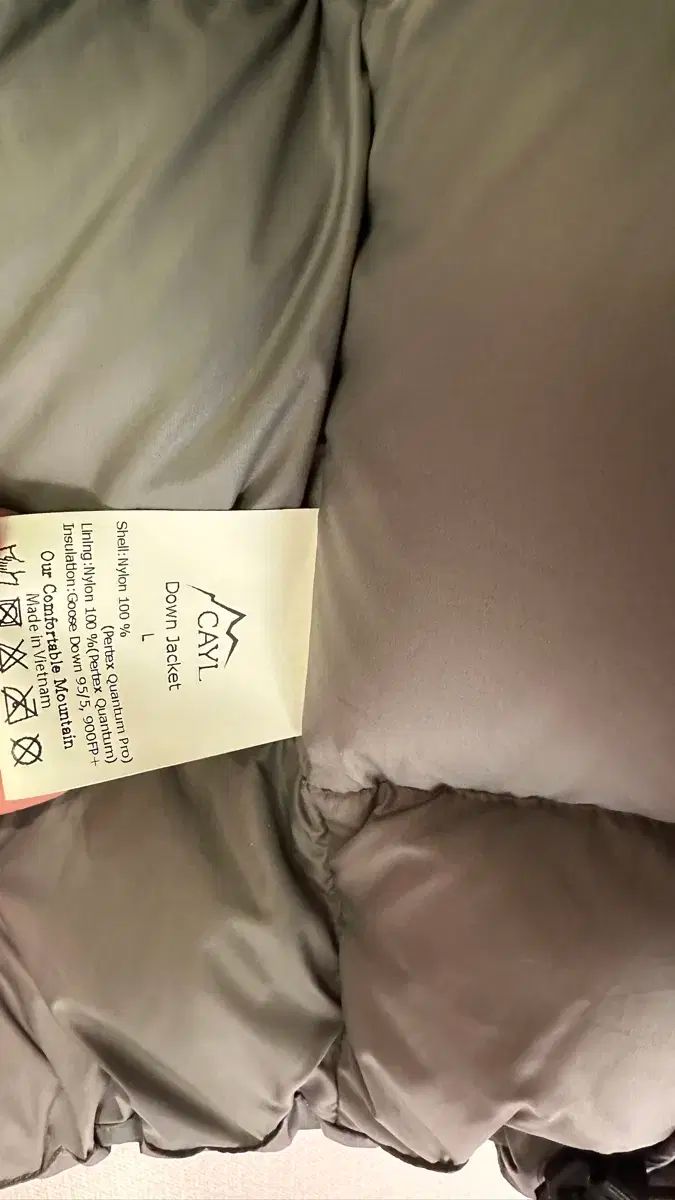 CAYL
Down Jacket
L
Shell:Nylon 100 %
(Pertex Quantum Pro)
Lining:Nylon 100 %(Pertex Quantum)
Insulation:Goose Down 95/5, 900FP+
Our Comfortable Mountain
Made in Vietnam